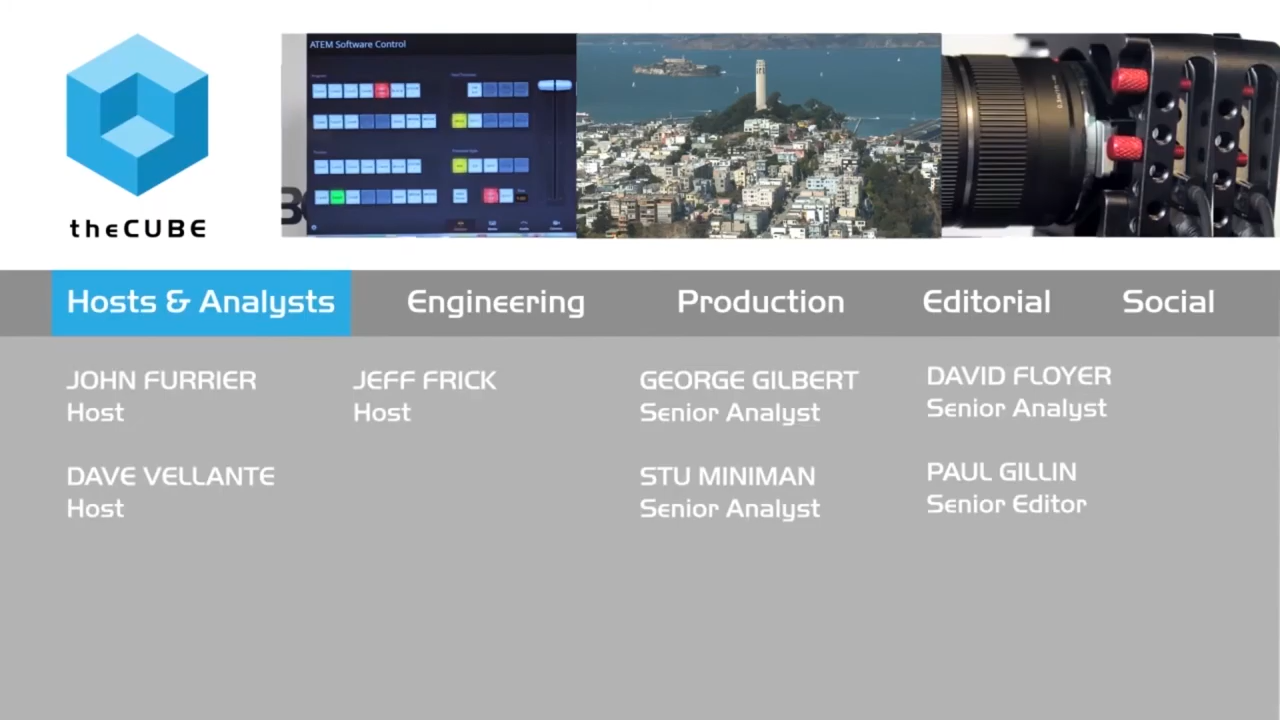 theCUBE
ATEM Software Control
Hosts & Analysts
Engineering
Production
Editorial
Social
JOHN FURRIER
Host
JEFF FRICK
Host
GEORGE GILBERT
Senior Analyst
DAVID FLOYER
Senior Analyst
DAVE VELLANTE
Host
STU MINIMAN
Senior Analyst
PAUL GILLIN
Senior Editor